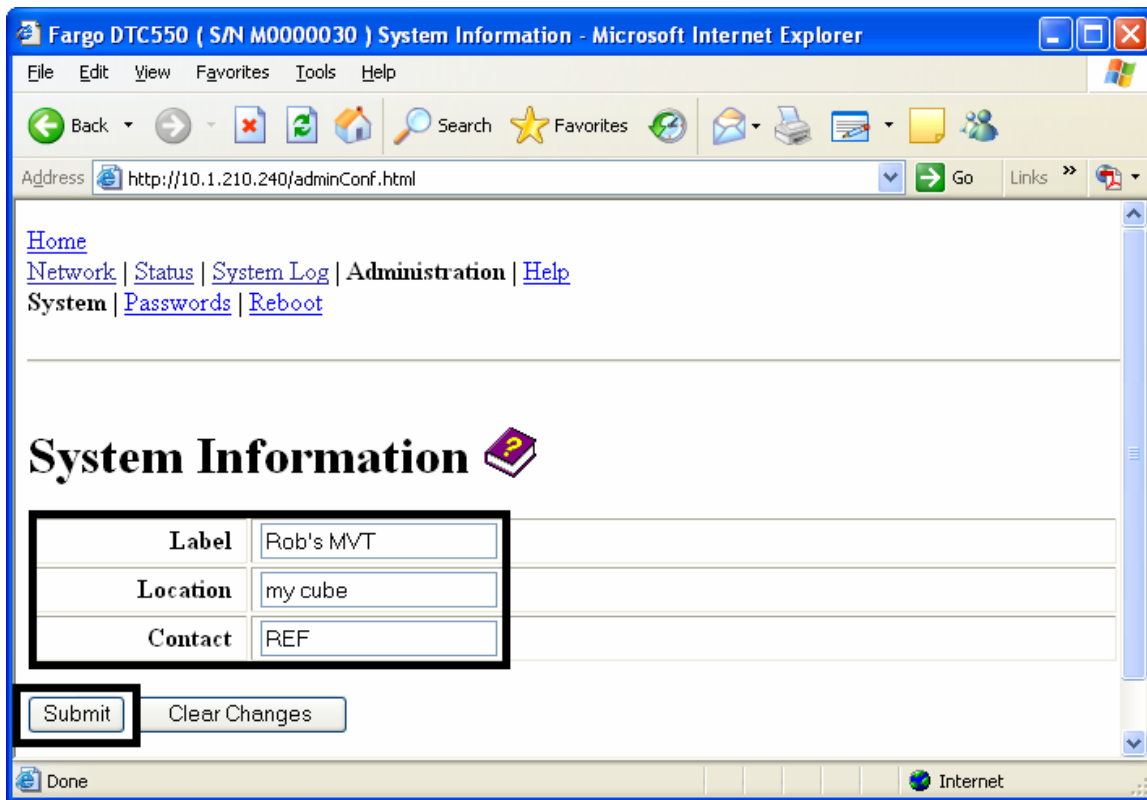 Fargo DTC550 ( S/N M0000030 ) System Information - Microsoft Internet Explorer
File Edit View Favorites Tools Help
Back Search Favorites
Address http://10.1.210.240/adminConf.html Go Links »
Home
Network | Status | System Log | Administration | Help
System | Passwords | Reboot
System Information ?
Label Rob's MVT
Location my cube
Contact REF
Submit Clear Changes
Done Internet